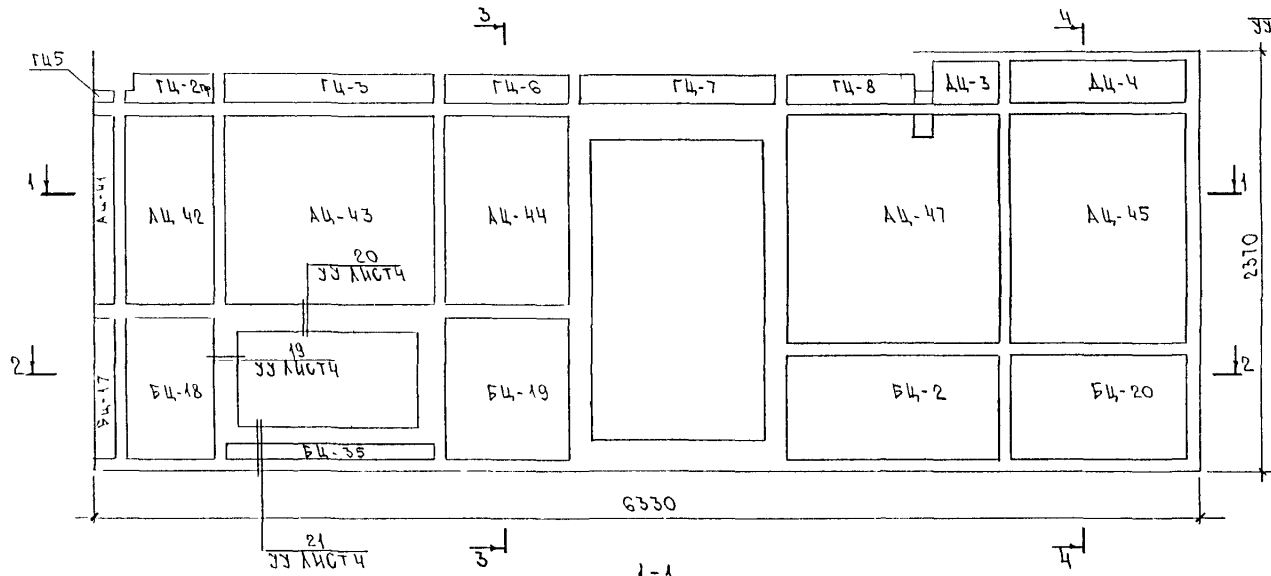 3 3
4 4
УУ
ГЦ5
ГЦ-2пр
ГЦ-3
ГЦ-6
ГЦ-7
ГЦ-8
ДЦ-3
ДЦ-4
1 1
АЦ-41
АЦ 42
АЦ-43
АЦ-44
АЦ-47
АЦ-45
2370
20
УУ ЛИСТ4
19
УУ ЛИСТ4
2 2
БЦ-17
БЦ-18
БЦ-19
БЦ-2
БЦ-20
БЦ-35
6330
21
УУ ЛИСТ4
1-1